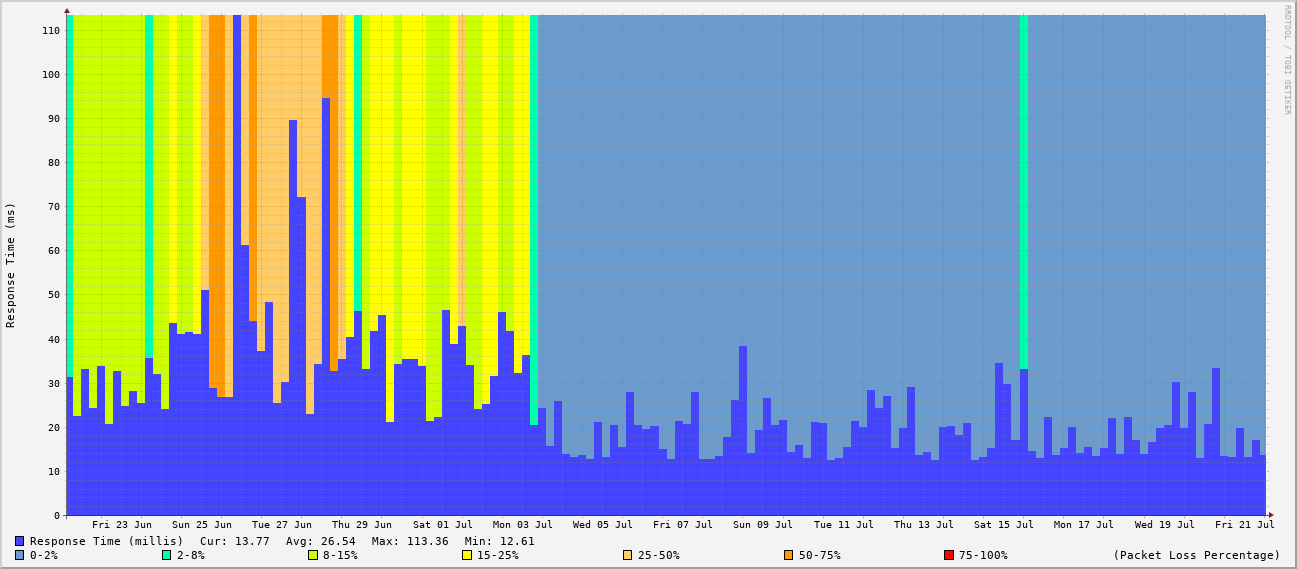 RRDTOOL / TOBI OETIKER
Response Time (ms)
110
100
90
80
70
60
50
40
30
20
10
0
Fri 23 Jun Sun 25 Jun Tue 27 Jun Thu 29 Jun Sat 01 Jul Mon 03 Jul Wed 05 Jul Fri 07 Jul Sun 09 Jul Tue 11 Jul Thu 13 Jul Sat 15 Jul Mon 17 Jul Wed 19 Jul Fri 21 Jul
Response Time (millis) Cur: 13.77 Avg: 26.54 Max: 113.36 Min: 12.61
0-2% 2-8% 8-15% 15-25% 25-50% 50-75% 75-100% (Packet Loss Percentage)